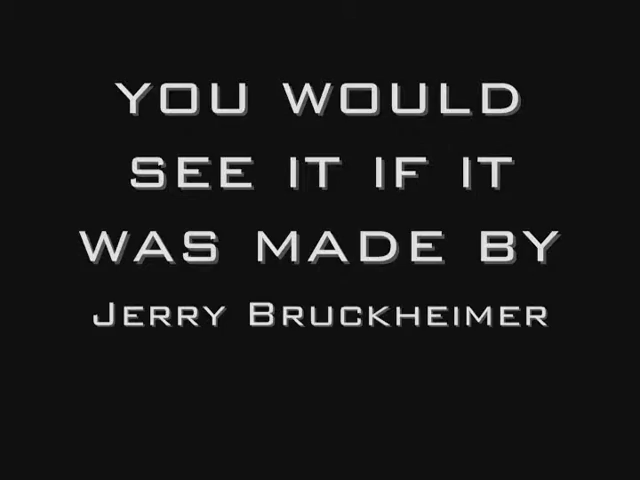 YOU WOULD
SEE IT IF IT
WAS MADE BY
JERRY BRUCKHEIMER